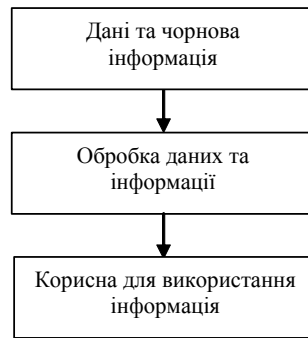 Дані та чорнова
інформація
Обробка даних та
інформації
Корисна для використання
інформація